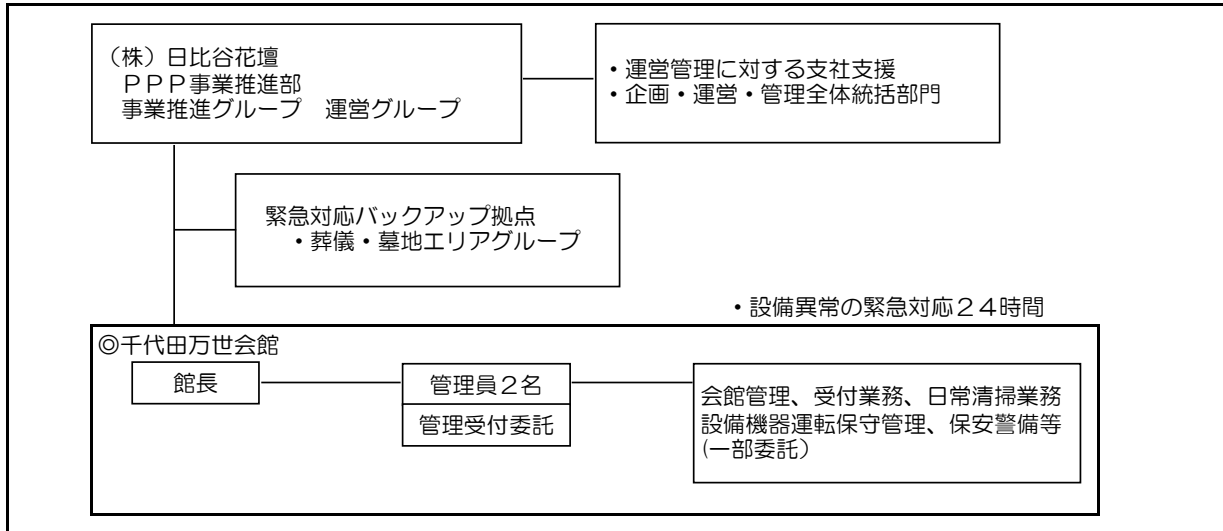 （株）日比谷花壇
ＰＰＰ事業推進部
事業推進グループ　運営グループ
・運営管理に対する支社支援
・企画・運営・管理全体統括部門
緊急対応バックアップ拠点
・葬儀・墓地エリアグループ
・設備異常の緊急対応２４時間
◎千代田万世会館
館長
管理員２名
管理受付委託
会館管理、受付業務、日常清掃業務
設備機器運転保守管理、保安警備等
(一部委託）